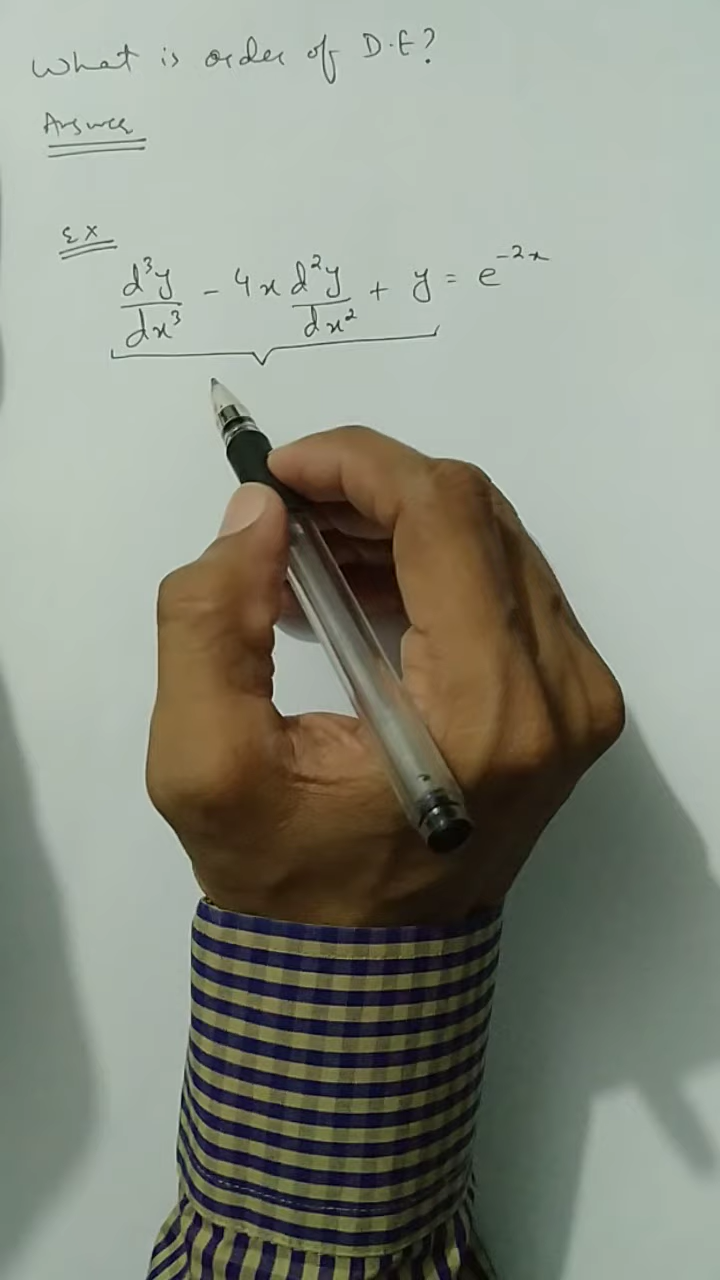 What is order of D.E?
Answer
Ex
d³y/dx³ - 4x d²y/dx² + y = e^-2x